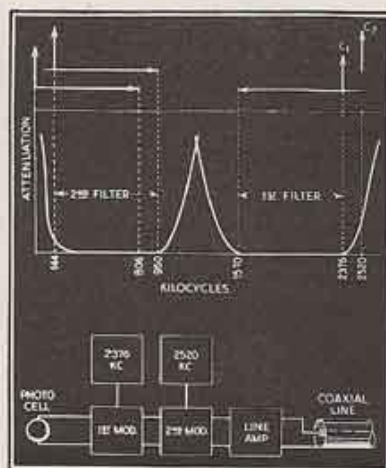 C₁
C₂
ATTENUATION
2ND FILTER
1ST FILTER
144
806
950
1570
2376
2520
KILOCYCLES
2376
KC
2520
KC
PHOTO
CELL
1ST MOD.
2ND MOD.
LINE
AMP
COAXIAL
LINE